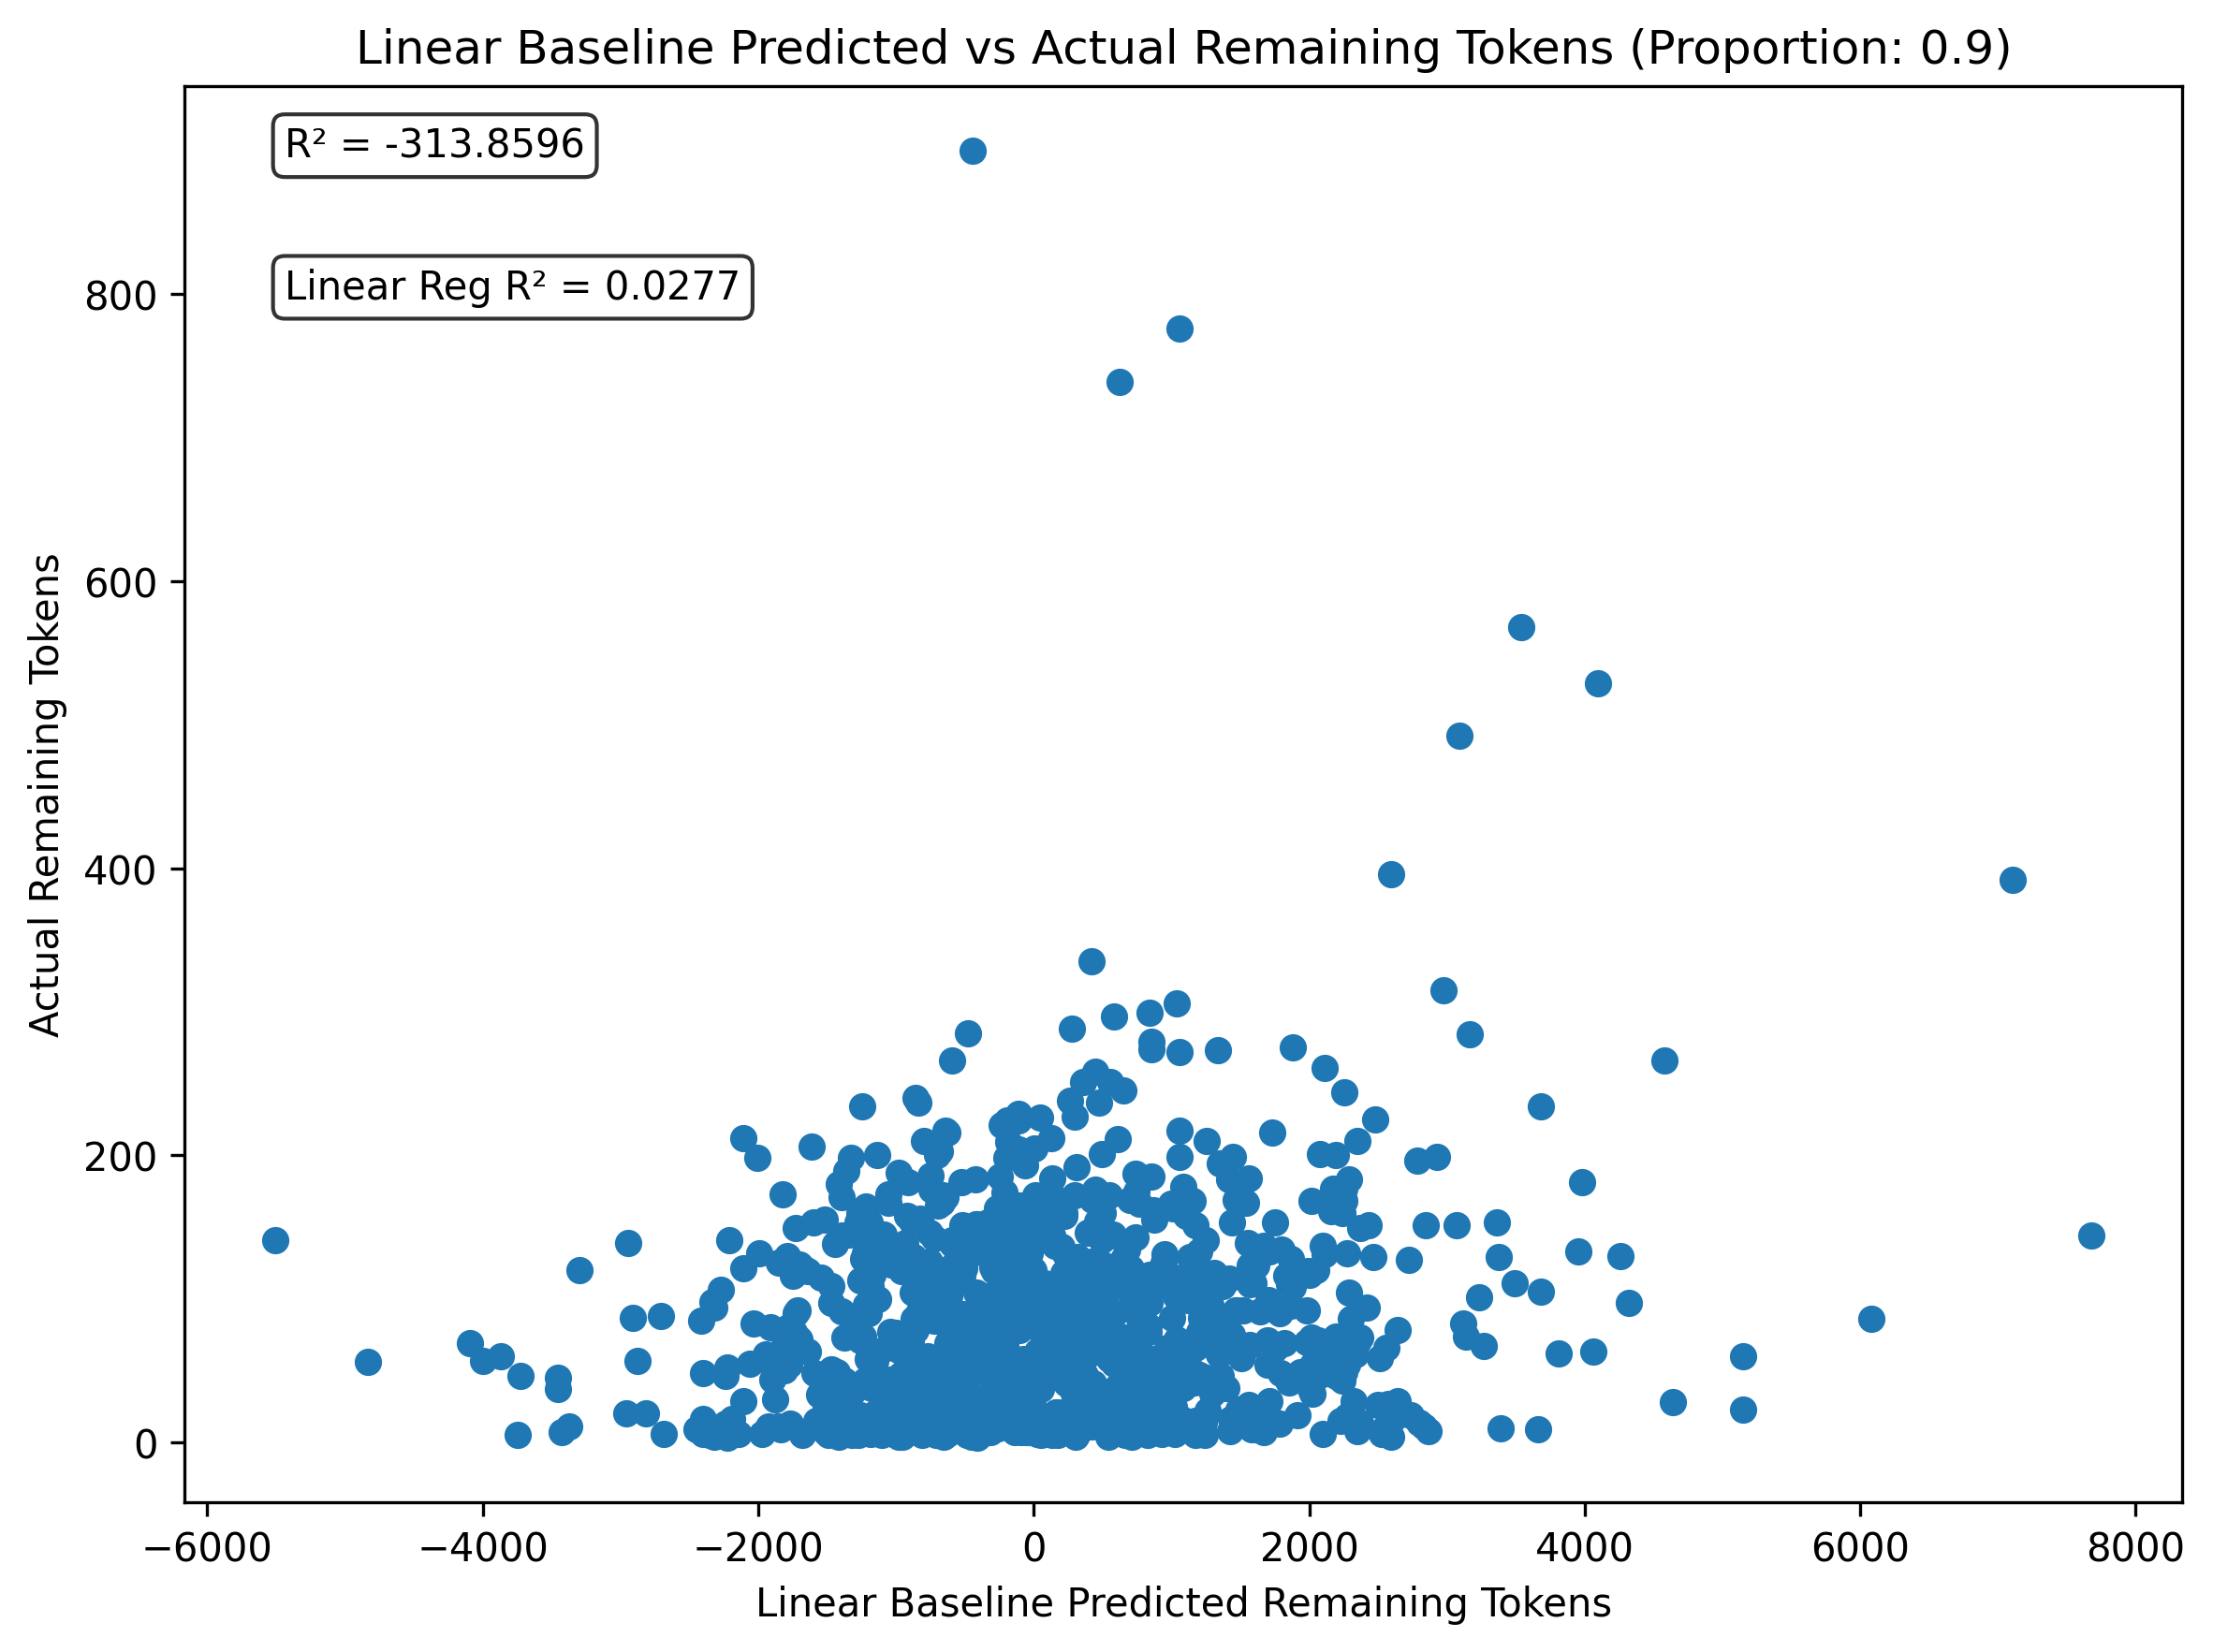 Linear Baseline Predicted vs Actual Remaining Tokens (Proportion: 0.9)
R² = -313.8596
Linear Reg R² = 0.0277
Actual Remaining Tokens
800
600
400
200
0
−6000 −4000 −2000 0 2000 4000 6000 8000
Linear Baseline Predicted Remaining Tokens